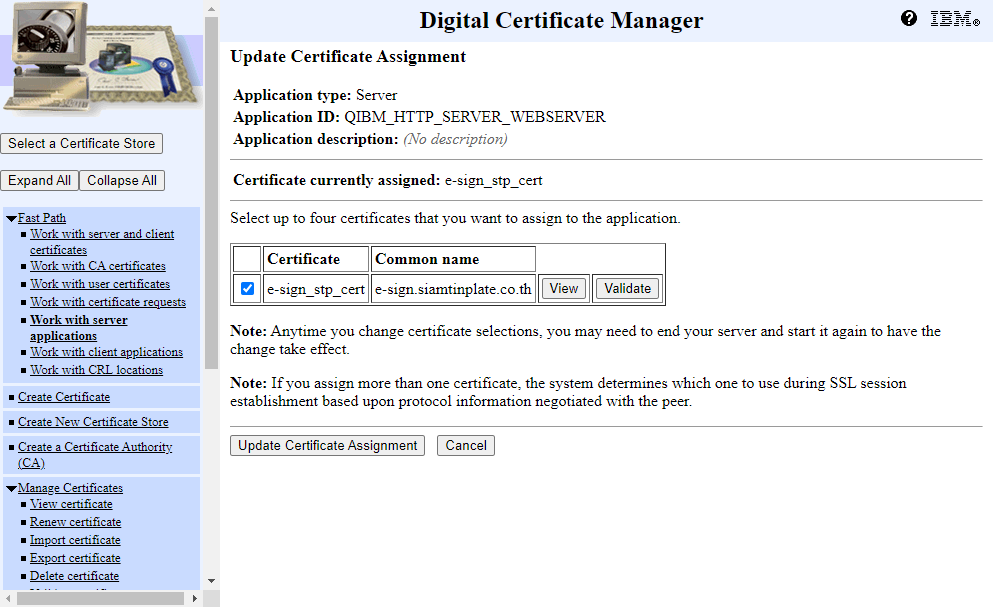 Digital Certificate Manager
IBM®
Select a Certificate Store
Expand All Collapse All
Fast Path
Work with server and client
certificates
Work with CA certificates
Work with user certificates
Work with certificate requests
Work with server
applications
Work with client applications
Work with CRL locations
Create Certificate
Create New Certificate Store
Create a Certificate Authority
(CA)
Manage Certificates
View certificate
Renew certificate
Import certificate
Export certificate
Delete certificate
Update Certificate Assignment
Application type: Server
Application ID: QIBM_HTTP_SERVER_WEBSERVER
Application description: (No description)
Certificate currently assigned: e-sign_stp_cert
Select up to four certificates that you want to assign to the application.
Certificate Common name
e-sign_stp_cert e-sign.siamtinplate.co.th View Validate
Note: Anytime you change certificate selections, you may need to end your server and start it again to have the
change take effect.
Note: If you assign more than one certificate, the system determines which one to use during SSL session
establishment based upon protocol information negotiated with the peer.
Update Certificate Assignment Cancel